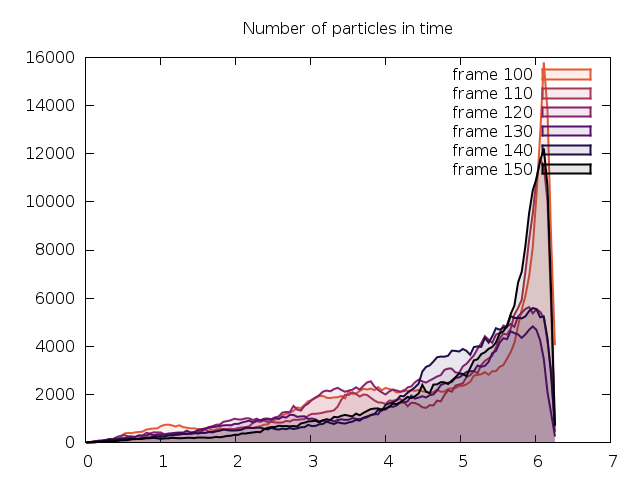 Number of particles in time
16000
14000
12000
10000
8000
6000
4000
2000
0
frame 100
frame 110
frame 120
frame 130
frame 140
frame 150
0 1 2 3 4 5 6 7